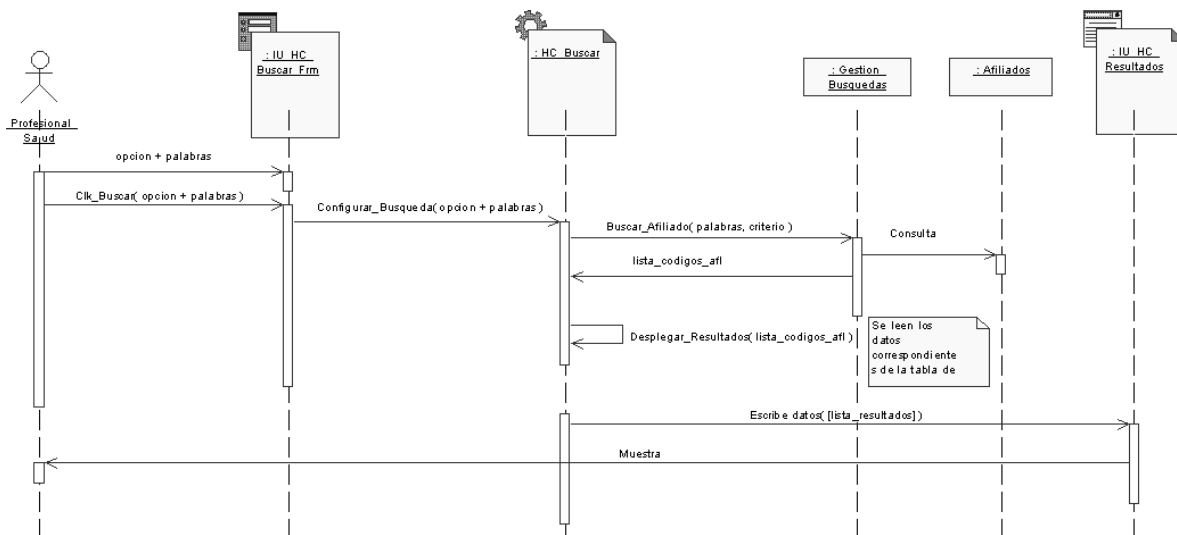 : IU_HC_
Buscar_Frm
: HC_Buscar
: Gestion_
Busquedas
: Afiliados
: IU_HC_
Resultados
: Profesional
Salud
opcion + palabras
Clk_Buscar( opcion + palabras )
Configurar_Busqueda( opcion + palabras )
Buscar_Afiliado( palabras, criterio )
Consulta
lista_codigos_afl
Desplegar_Resultados( lista_codigos_afl )
Se leen los
datos
correspondiente
s de la tabla de
Escribe datos( [lista_resultados] )
Muestra